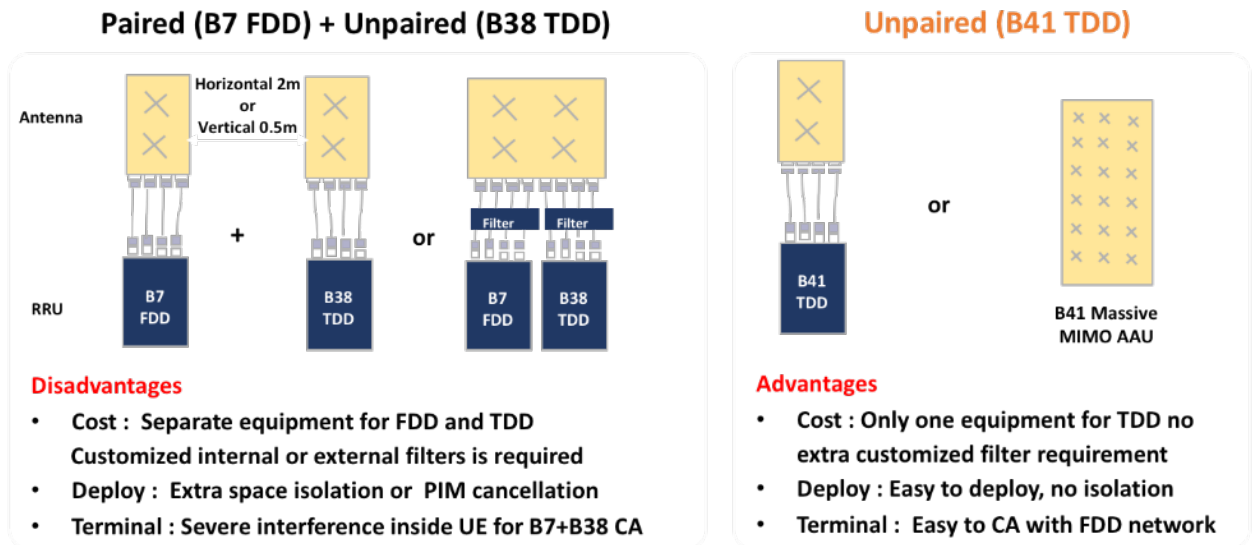 Paired (B7 FDD) + Unpaired (B38 TDD)
Unpaired (B41 TDD)
Antenna
Horizontal 2m
or
Vertical 0.5m
+
or
Filter
Filter
RRU
B7
FDD
B38
TDD
B7
FDD
B38
TDD
Disadvantages
• Cost : Separate equipment for FDD and TDD
Customized internal or external filters is required
• Deploy : Extra space isolation or PIM cancellation
• Terminal : Severe interference inside UE for B7+B38 CA
or
B41
TDD
B41 Massive
MIMO AAU
Advantages
• Cost : Only one equipment for TDD no
extra customized filter requirement
• Deploy : Easy to deploy, no isolation
• Terminal : Easy to CA with FDD network